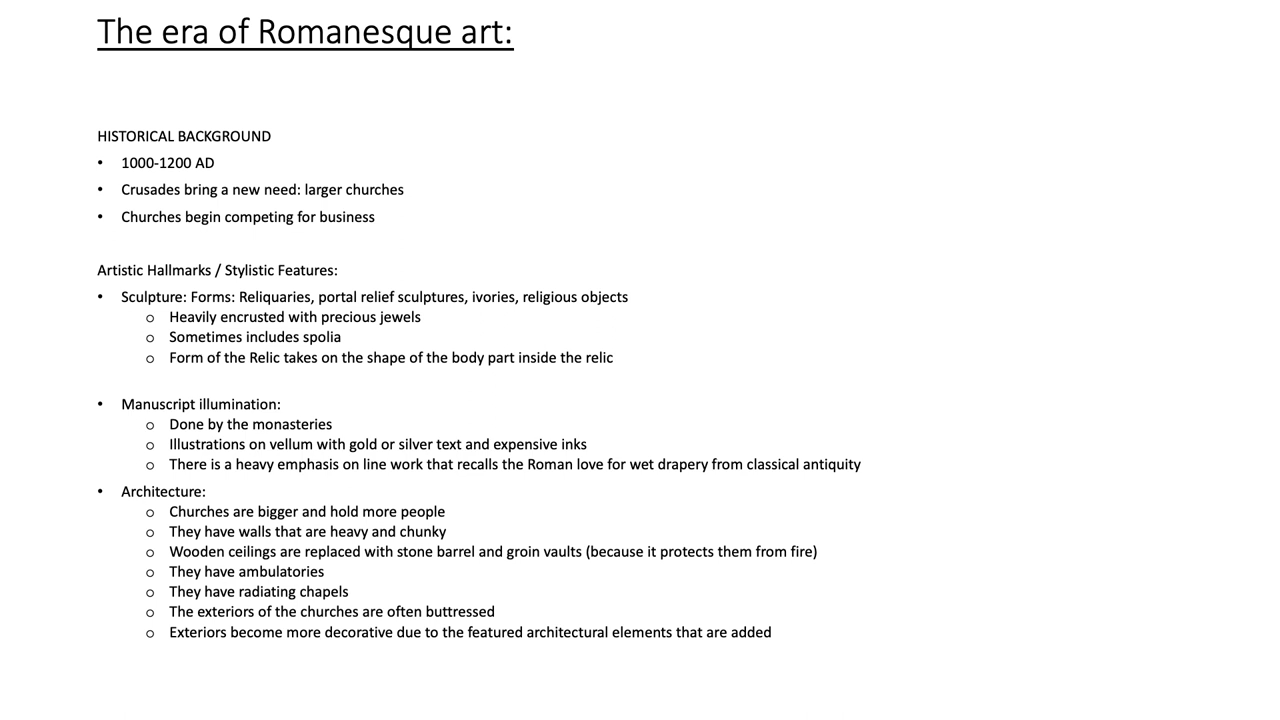 The era of Romanesque art:
HISTORICAL BACKGROUND
• 1000-1200 AD
• Crusades bring a new need: larger churches
• Churches begin competing for business
Artistic Hallmarks / Stylistic Features:
• Sculpture: Forms: Reliquaries, portal relief sculptures, ivories, religious objects
o Heavily encrusted with precious jewels
o Sometimes includes spolia
o Form of the Relic takes on the shape of the body part inside the relic
• Manuscript illumination:
o Done by the monasteries
o Illustrations on vellum with gold or silver text and expensive inks
o There is a heavy emphasis on line work that recalls the Roman love for wet drapery from classical antiquity
• Architecture:
o Churches are bigger and hold more people
o They have walls that are heavy and chunky
o Wooden ceilings are replaced with stone barrel and groin vaults (because it protects them from fire)
o They have ambulatories
o They have radiating chapels
o The exteriors of the churches are often buttressed
o Exteriors become more decorative due to the featured architectural elements that are added